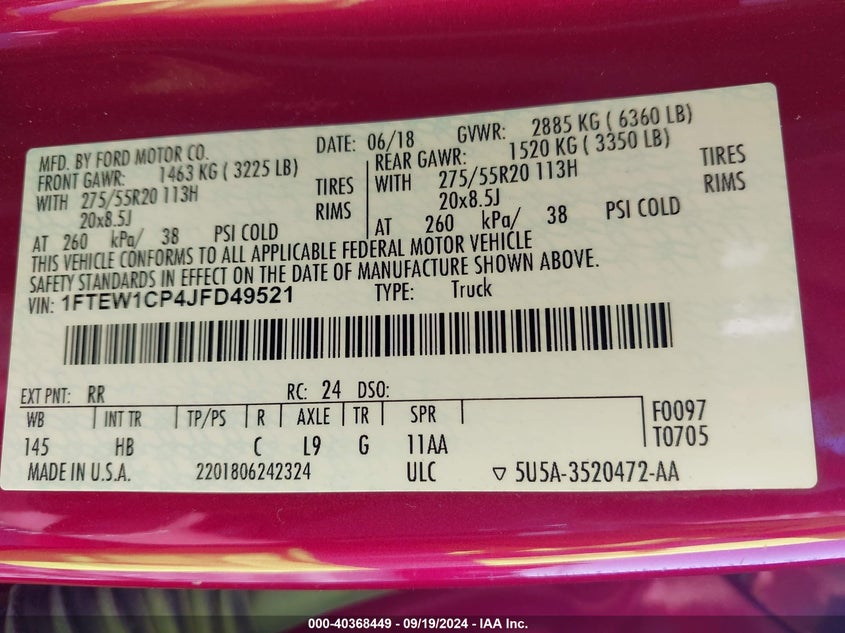 MFD. BY FORD MOTOR CO.
DATE: 06/18 GVWR: 2885 KG ( 6360 LB)
FRONT GAWR: 1463 KG ( 3225 LB)
WITH 275/55R20 113H TIRES
20x8.5J RIMS
AT 260 kPa/ 38 PSI COLD
REAR GAWR: 1520 KG ( 3350 LB)
WITH 275/55R20 113H TIRES
20x8.5J RIMS
AT 260 kPa/ 38 PSI COLD
THIS VEHICLE CONFORMS TO ALL APPLICABLE FEDERAL MOTOR VEHICLE
SAFETY STANDARDS IN EFFECT ON THE DATE OF MANUFACTURE SHOWN ABOVE.
VIN: 1FTEW1CP4JFD49521 TYPE: Truck
EXT PNT: RR RC: 24 DSO:
WB INT TR TP/PS R AXLE TR SPR F0097
145 HB C L9 G 11AA T0705
MADE IN U.S.A. 2201806242324 ULC ▽ 5U5A-3520472-AA
000-40368449 - 09/19/2024 - IAA Inc.